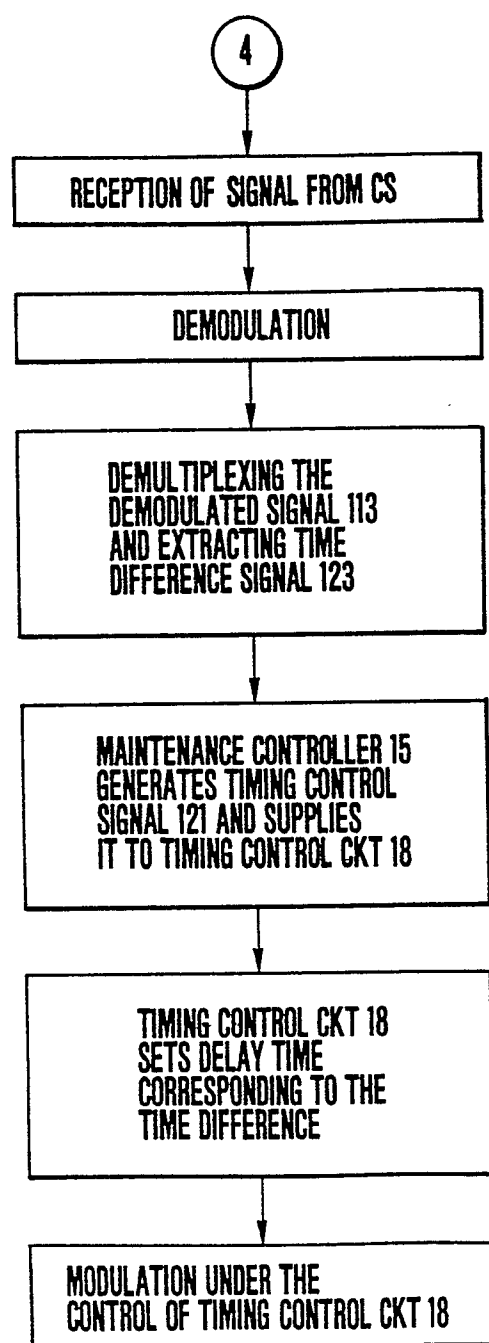 4
RECEPTION OF SIGNAL FROM CS
DEMODULATION
DEMULTIPLEXING THE
DEMODULATED SIGNAL 113
AND EXTRACTING TIME
DIFFERENCE SIGNAL 123
MAINTENANCE CONTROLLER 15
GENERATES TIMING CONTROL
SIGNAL 121 AND SUPPLIES
IT TO TIMING CONTROL CKT 18
TIMING CONTROL CKT 18
SETS DELAY TIME
CORRESPONDING TO THE
TIME DIFFERENCE
MODULATION UNDER THE
CONTROL OF TIMING CONTROL CKT 18